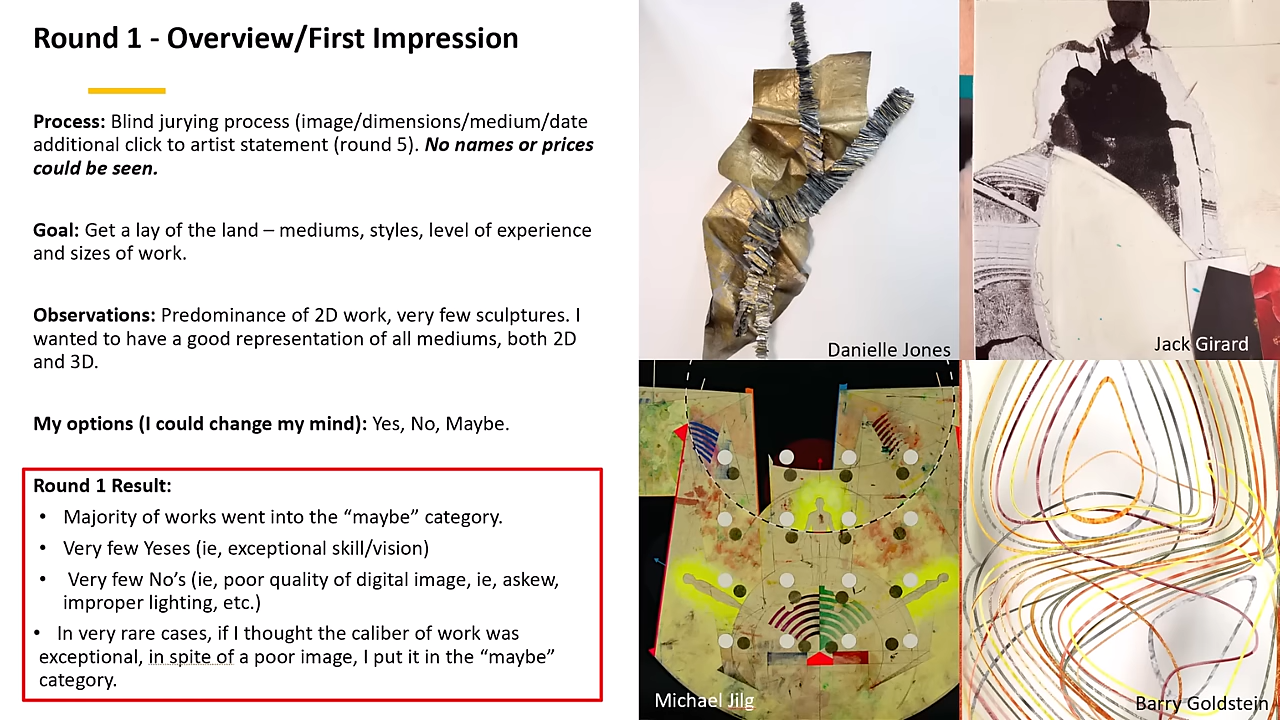 Round 1 - Overview/First Impression
Process: Blind jurying process (image/dimensions/medium/date
additional click to artist statement (round 5). No names or prices
could be seen.
Goal: Get a lay of the land – mediums, styles, level of experience
and sizes of work.
Observations: Predominance of 2D work, very few sculptures. I
wanted to have a good representation of all mediums, both 2D
and 3D.
My options (I could change my mind): Yes, No, Maybe.
Round 1 Result:
• Majority of works went into the “maybe” category.
• Very few Yeses (ie, exceptional skill/vision)
• Very few No’s (ie, poor quality of digital image, ie, askew,
improper lighting, etc.)
• In very rare cases, if I thought the caliber of work was
exceptional, in spite of a poor image, I put it in the “maybe”
category.
Danielle Jones
Jack Girard
Michael Jilg
Barry Goldstein